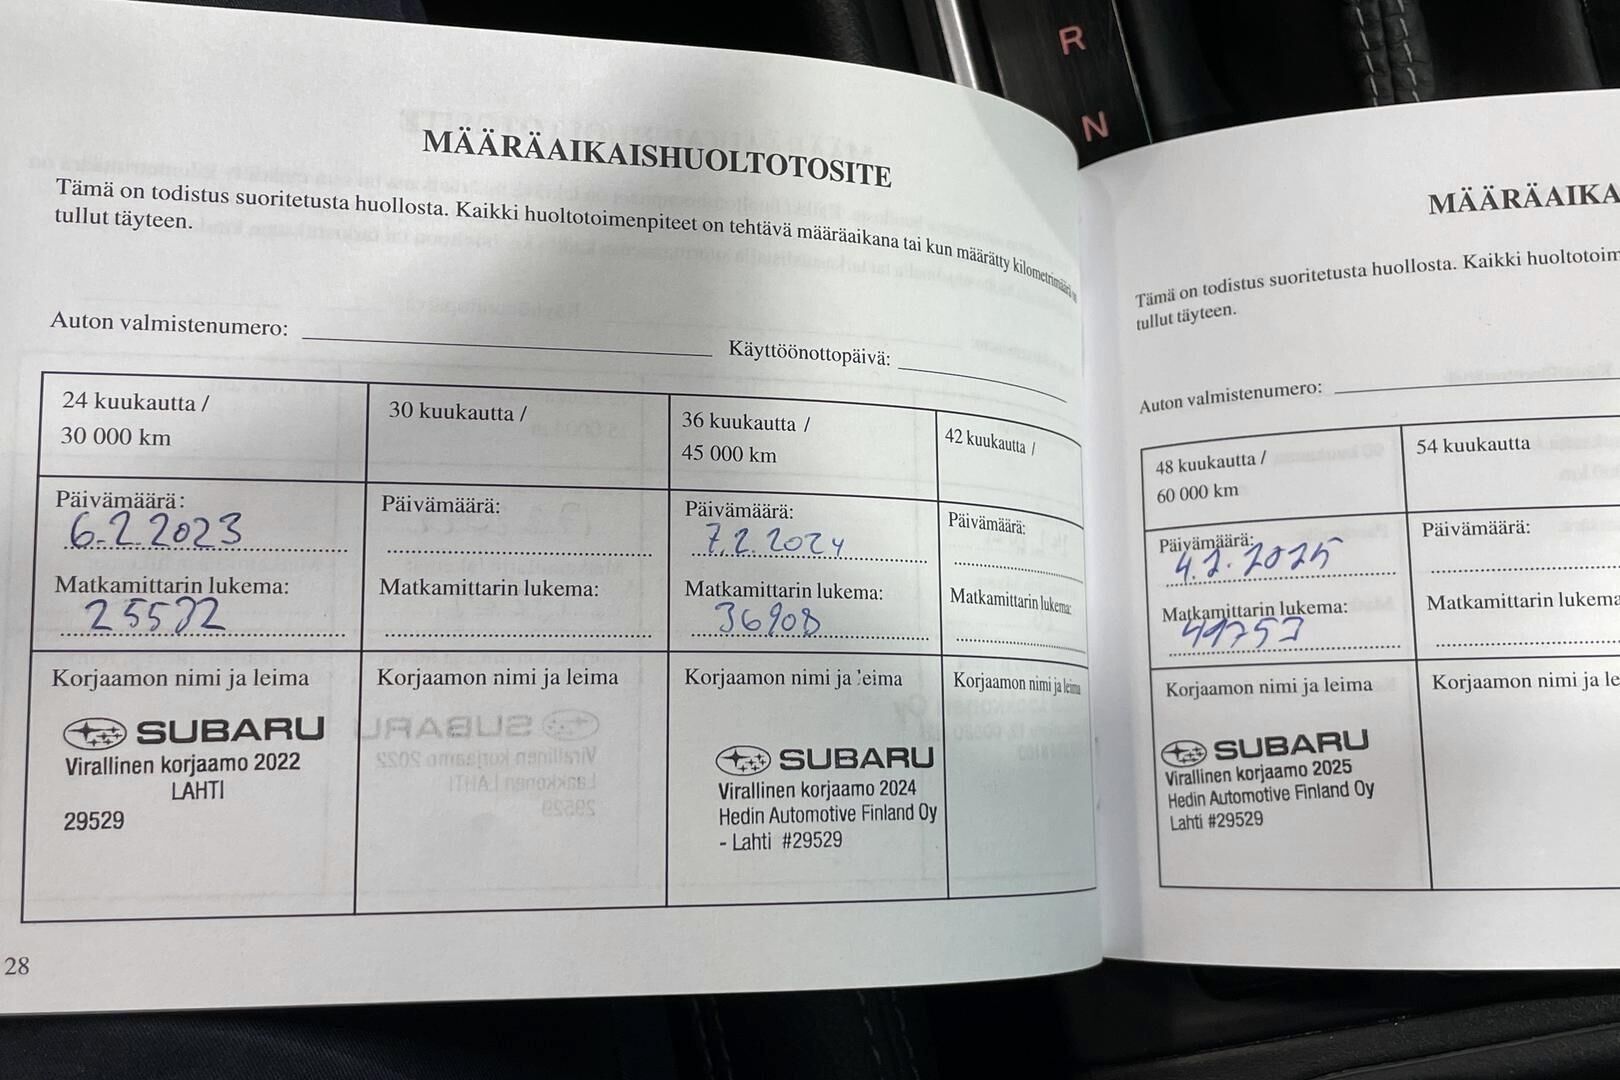 R
N
MÄÄRÄAIKAISHUOLTOTOSITE
Tämä on todistus suoritetusta huollosta. Kaikki huoltotoimenpiteet on tehtävä määräaikana tai kun määrätty kilometrimäärä on
tullut täyteen.
Auton valmistenumero:
Käyttöönottopäivä:
24 kuukautta /
30 000 km
Päivämäärä:
6.2.2023
Matkamittarin lukema:
25532
Korjaamon nimi ja leima
SUBARU
Virallinen korjaamo 2022
LAHTI
29529
30 kuukautta /
Päivämäärä:
Matkamittarin lukema:
Korjaamon nimi ja leima
36 kuukautta /
45 000 km
Päivämäärä:
7.2.2024
Matkamittarin lukema:
36908
Korjaamon nimi ja leima
SUBARU
Virallinen korjaamo 2024
Hedin Automotive Finland Oy
- Lahti #29529
42 kuukautta /
Päivämäärä:
Matkamittarin lukema:
Korjaamon nimi ja leima
28
MÄÄRÄAIKA
Tämä on todistus suoritetusta huollosta. Kaikki huoltotoim
tullut täyteen.
Auton valmistenumero:
48 kuukautta /
60 000 km
Päivämäärä:
4.2.2025
Matkamittarin lukema:
Korjaamon nimi ja leima
SUBARU
Virallinen korjaamo 2025
Hedin Automotive Finland Oy
Lahti #29529
54 kuukautta
Päivämäärä:
Matkamittarin lukema
Korjaamon nimi ja le